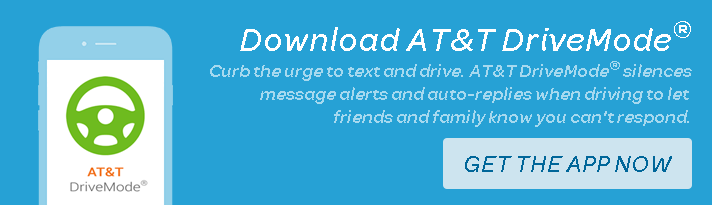 Download AT&T DriveMode®
Curb the urge to text and drive. AT&T DriveMode® silences
message alerts and auto-replies when driving to let
friends and family know you can't respond.
GET THE APP NOW
AT&T
DriveMode®